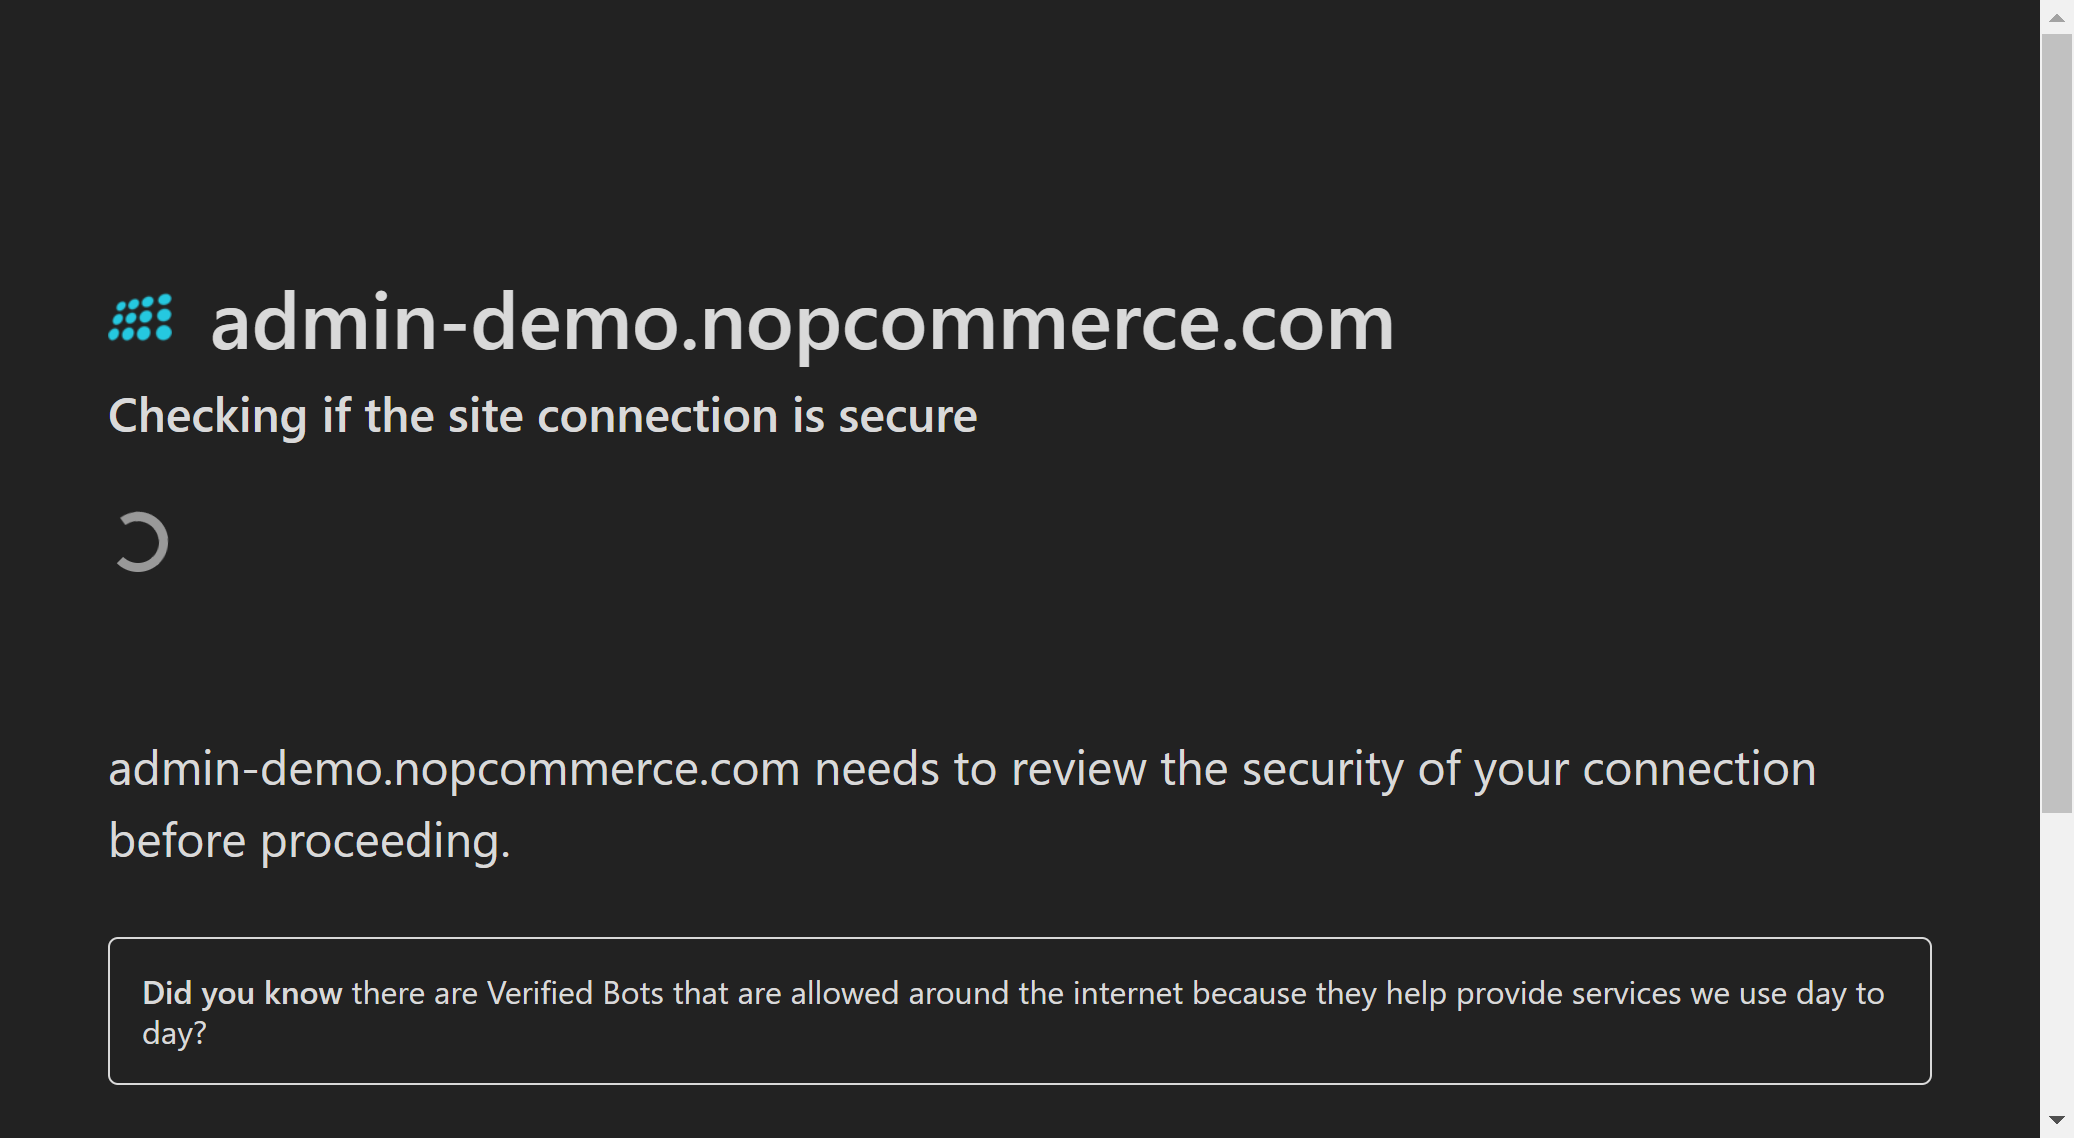 admin-demo.nopcommerce.com
Checking if the site connection is secure
admin-demo.nopcommerce.com needs to review the security of your connection
before proceeding.
Did you know there are Verified Bots that are allowed around the internet because they help provide services we use day to
day?